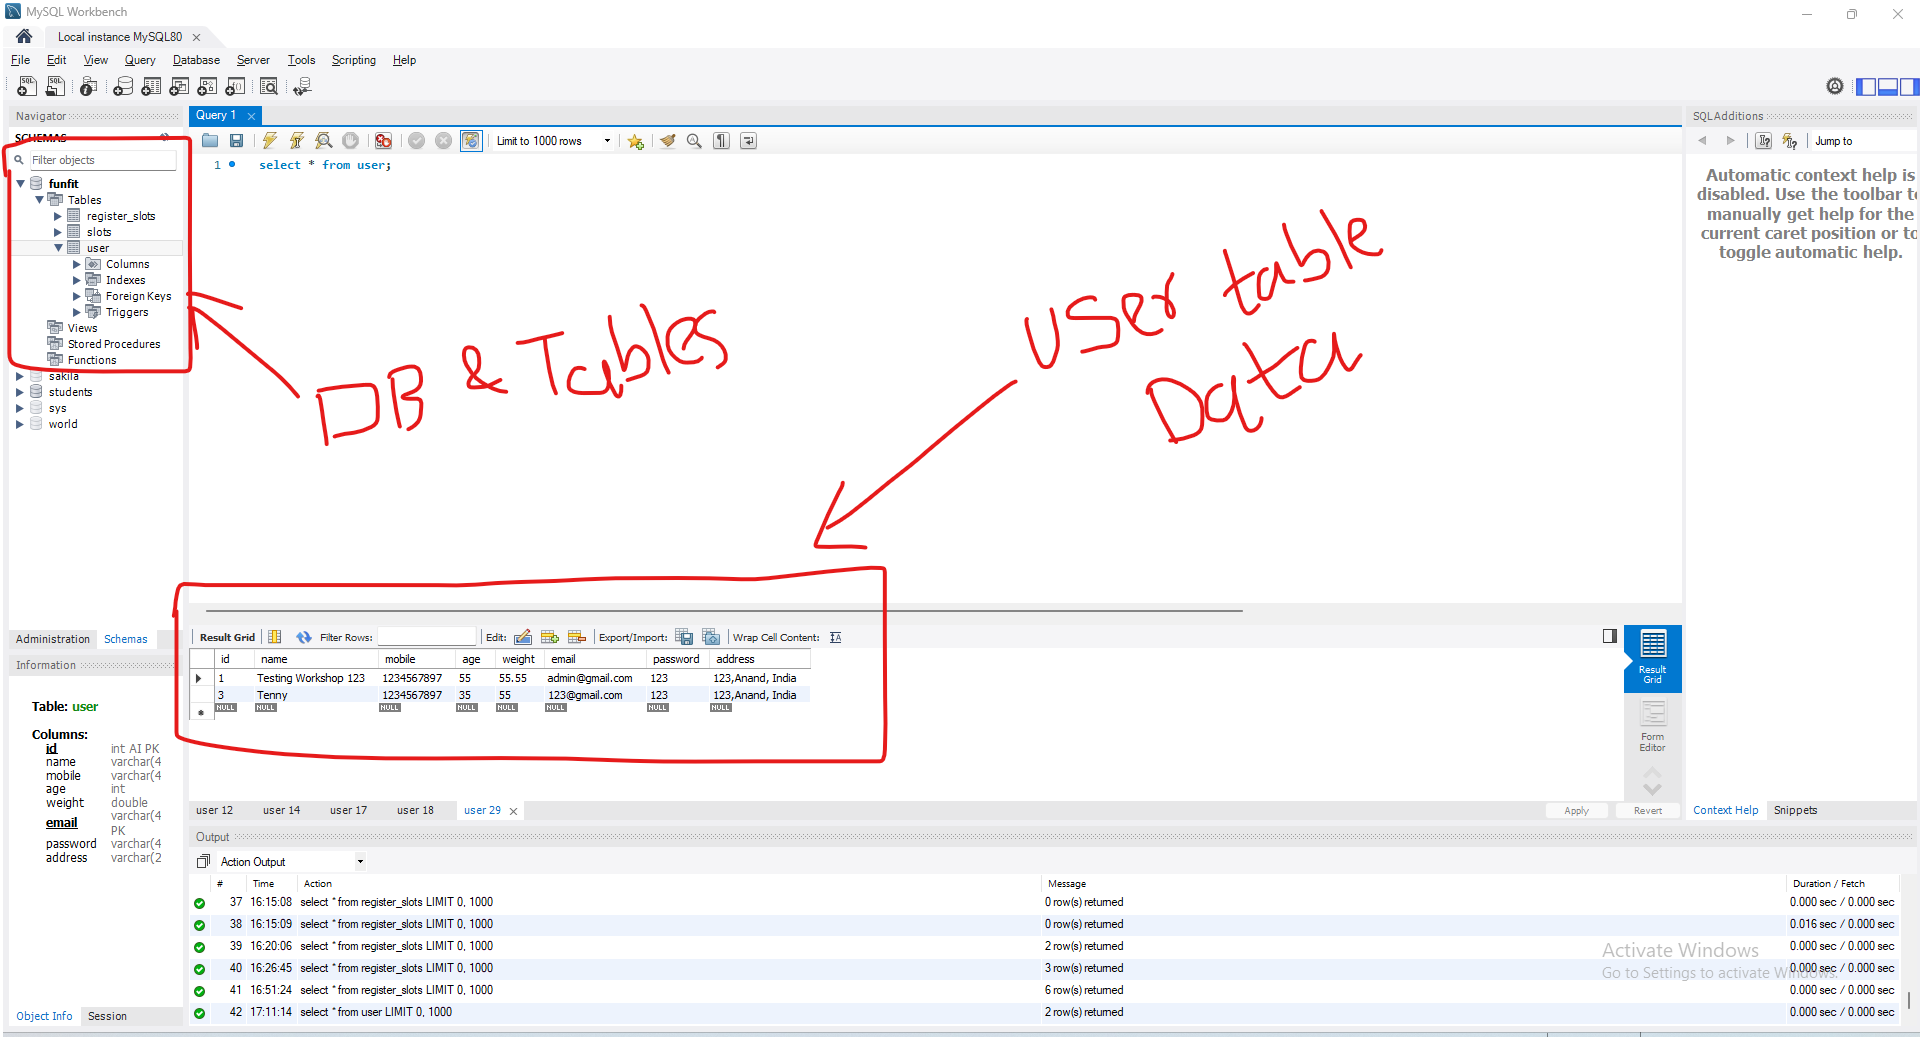 MySQL Workbench
Local instance MySQL80
File Edit View Query Database Server Tools Scripting Help
Navigator
SCHEMAS
Filter objects
funfit
Tables
register_slots
slots
user
Columns
Indexes
Foreign Keys
Triggers
Views
Stored Procedures
Functions
sakila
students
sys
world
Administration Schemas
Information
Table: user
Columns:
id int AI PK
name varchar(4
mobile varchar(4
age int
weight double
email varchar(4
PK
password varchar(4
address varchar(2
Object Info Session
Query 1
Limit to 1000 rows
1 select * from user;
DB & Tables
User table
Data
Result Grid Filter Rows: Edit: Export/Import: Wrap Cell Content:
id name mobile age weight email password address
1 Testing Workshop 123 1234567897 55 55.55 admin@gmail.com 123 123,Anand, India
3 Tenny 1234567897 35 55 123@gmail.com 123 123,Anand, India
NULL NULL NULL NULL NULL NULL NULL NULL
Result
Grid
Form
Editor
user 12 user 14 user 17 user 18 user 29
Apply Revert
Output
Action Output
# Time Action Message Duration / Fetch
37 16:15:08 select * from register_slots LIMIT 0, 1000 0 row(s) returned 0.000 sec / 0.000 sec
38 16:15:09 select * from register_slots LIMIT 0, 1000 0 row(s) returned 0.016 sec / 0.000 sec
39 16:20:06 select * from register_slots LIMIT 0, 1000 2 row(s) returned 0.000 sec / 0.000 sec
40 16:26:45 select * from register_slots LIMIT 0, 1000 3 row(s) returned 0.000 sec / 0.000 sec
41 16:51:24 select * from register_slots LIMIT 0, 1000 6 row(s) returned 0.000 sec / 0.000 sec
42 17:11:14 select * from user LIMIT 0, 1000 2 row(s) returned 0.000 sec / 0.000 sec
SQLAdditions
Jump to
Automatic context help is
disabled. Use the toolbar to
manually get help for the
current caret position or to
toggle automatic help.
Context Help Snippets
Activate Windows
Go to Settings to activate Windows.